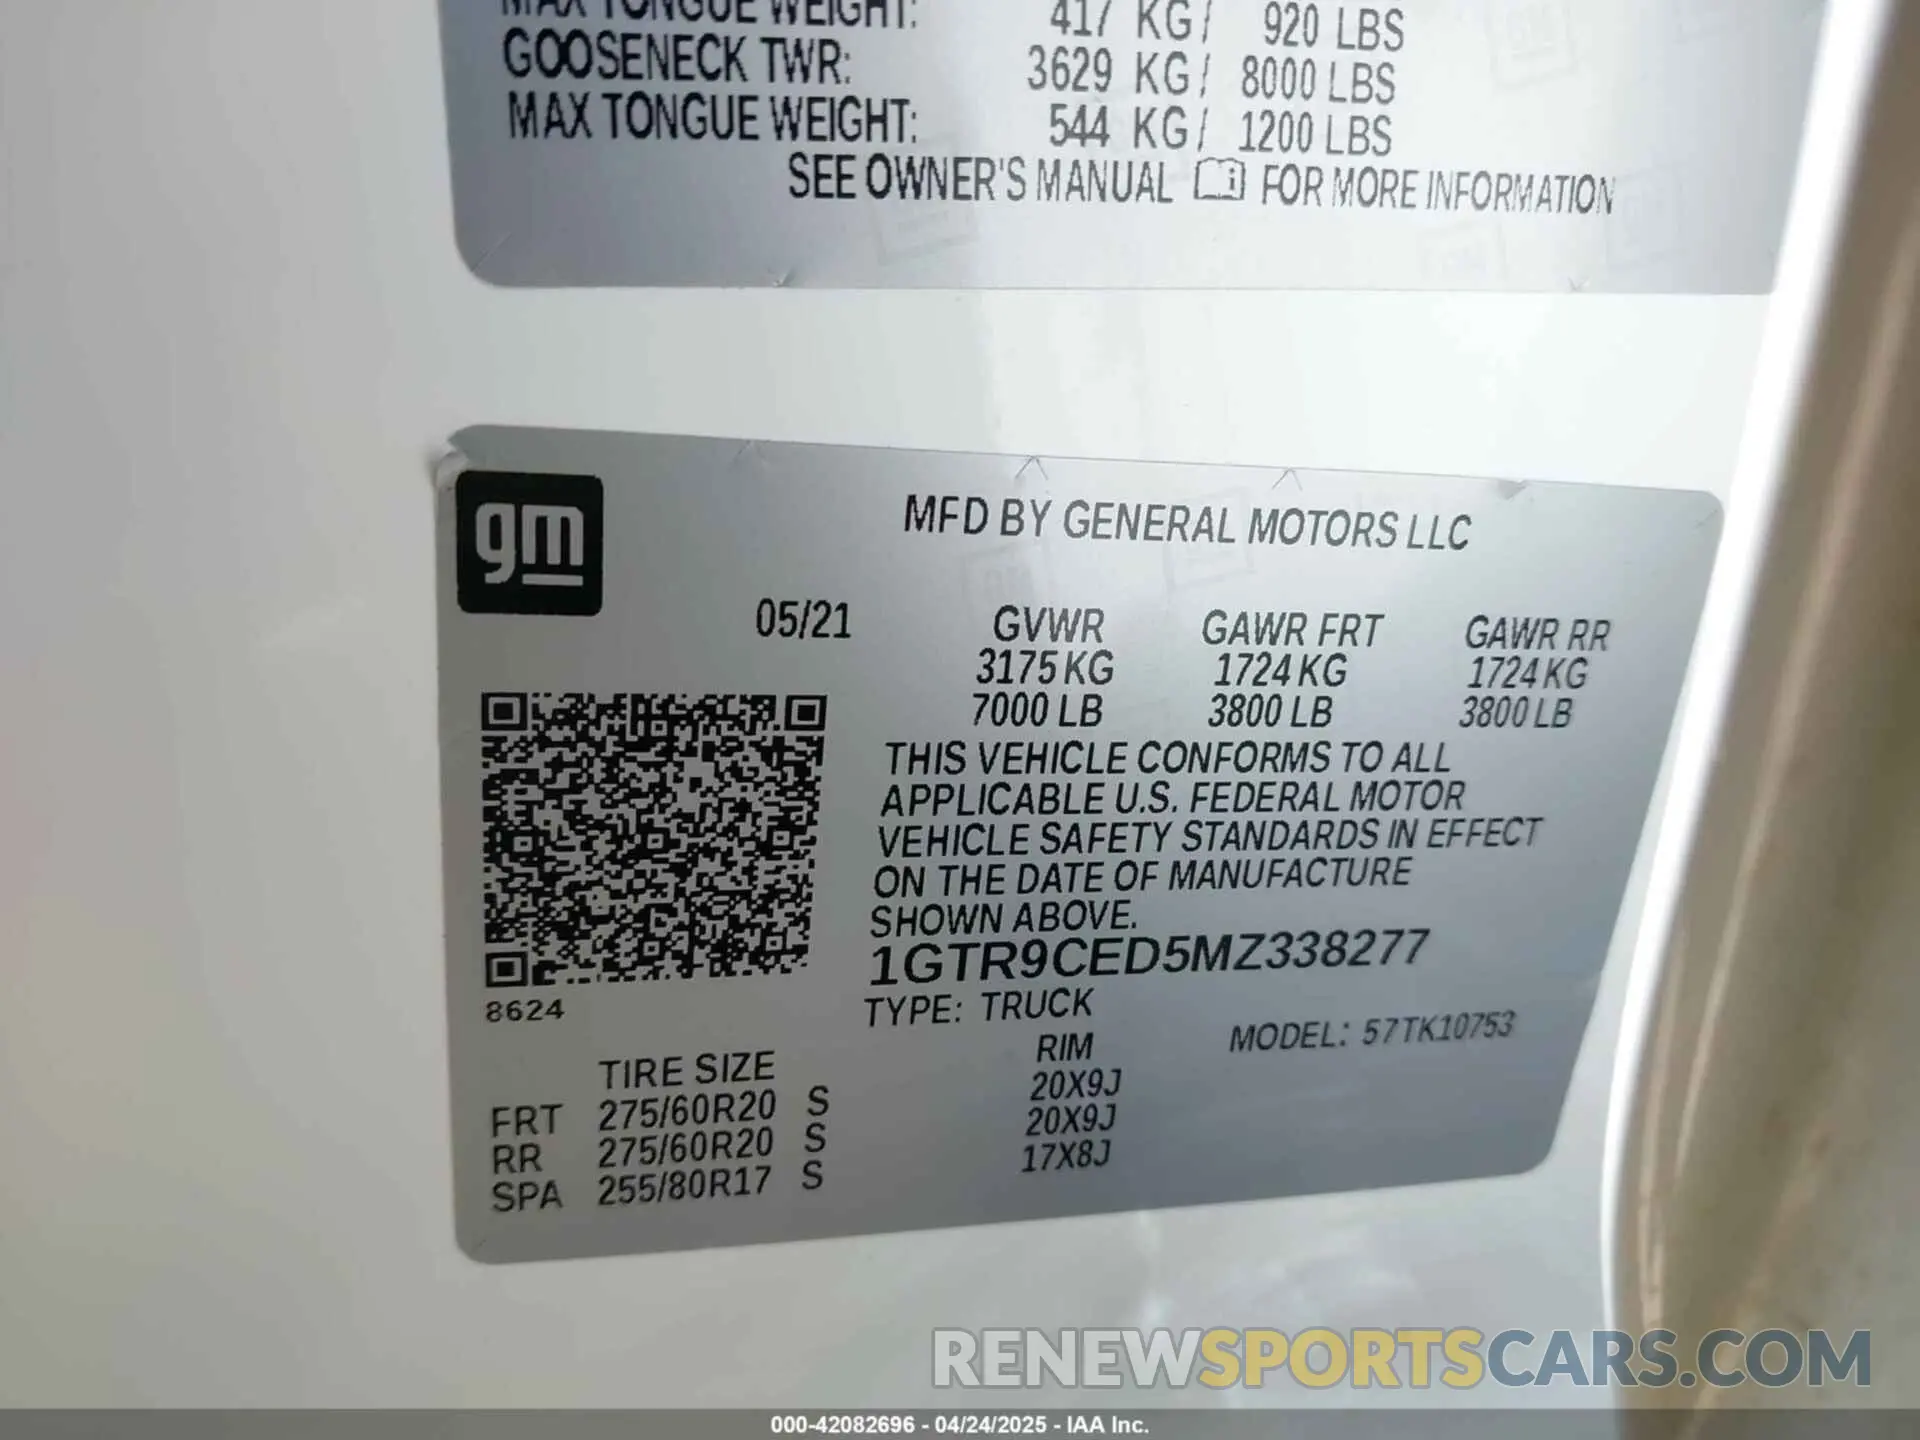 MAX TONGUE WEIGHT: 417 KG/ 920 LBS
GOOSENECK TWR: 3629 KG/ 8000 LBS
MAX TONGUE WEIGHT: 544 KG/ 1200 LBS
SEE OWNER'S MANUAL FOR MORE INFORMATION
gm
MFD BY GENERAL MOTORS LLC
05/21 GVWR GAWR FRT GAWR RR
3175 KG 1724 KG 1724 KG
7000 LB 3800 LB 3800 LB
THIS VEHICLE CONFORMS TO ALL
APPLICABLE U.S. FEDERAL MOTOR
VEHICLE SAFETY STANDARDS IN EFFECT
ON THE DATE OF MANUFACTURE
SHOWN ABOVE.
1GTR9CED5MZ338277
8624
TYPE: TRUCK
MODEL: 57TK10753
TIRE SIZE RIM
FRT 275/60R20 S 20X9J
RR 275/60R20 S 20X9J
SPA 255/80R17 S 17X8J
RENEWSPORTSCARS.COM
000-42082696 - 04/24/2025 - IAA Inc.